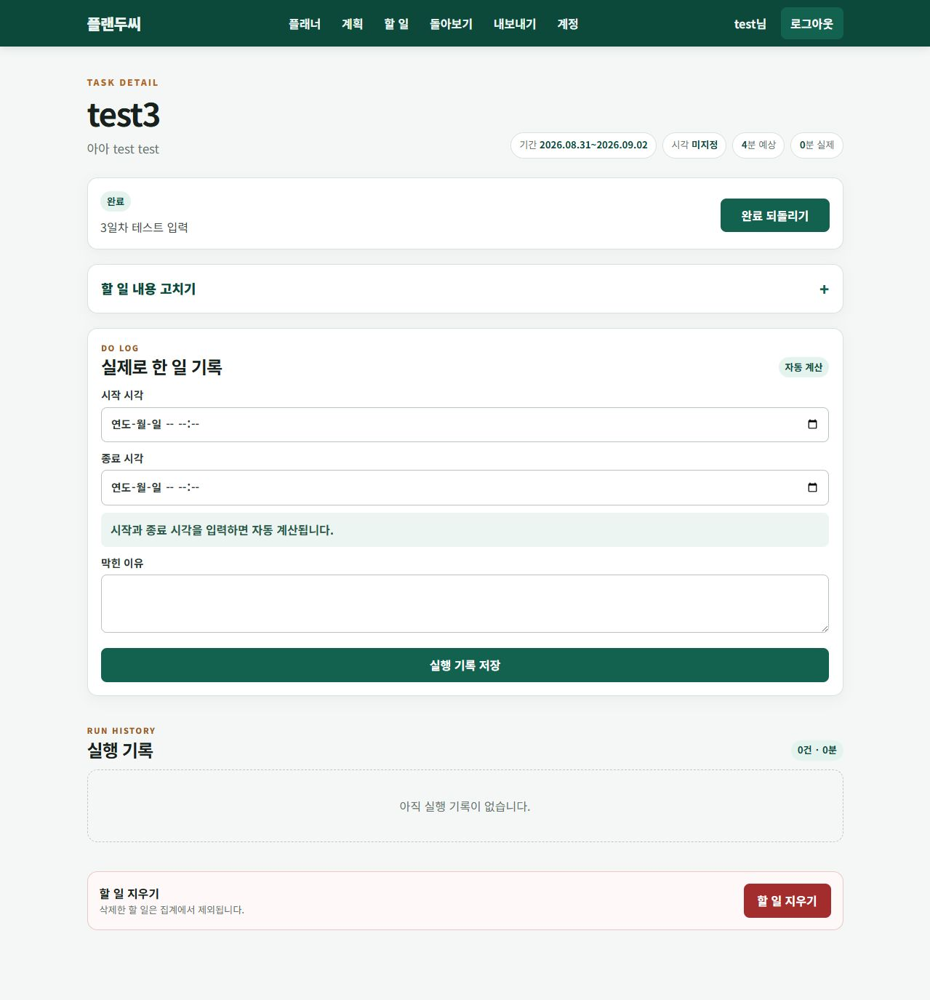 플랜두씨 플래너 계획 할 일 돌아보기 내보내기 계정 test님 로그아웃
TASK DETAIL
test3
아아 test test
기간 2026.08.31~2026.09.02 시각 미지정 4분 예상 0분 실제
완료
3일차 테스트 입력
완료 되돌리기
할 일 내용 고치기 +
DO LOG
실제로 한 일 기록
자동 계산
시작 시각
연도-월-일 -- --:--
종료 시각
연도-월-일 -- --:--
시작과 종료 시각을 입력하면 자동 계산됩니다.
막힌 이유
실행 기록 저장
RUN HISTORY
실행 기록
0건 · 0분
아직 실행 기록이 없습니다.
할 일 지우기
삭제한 할 일은 집계에서 제외됩니다.
할 일 지우기